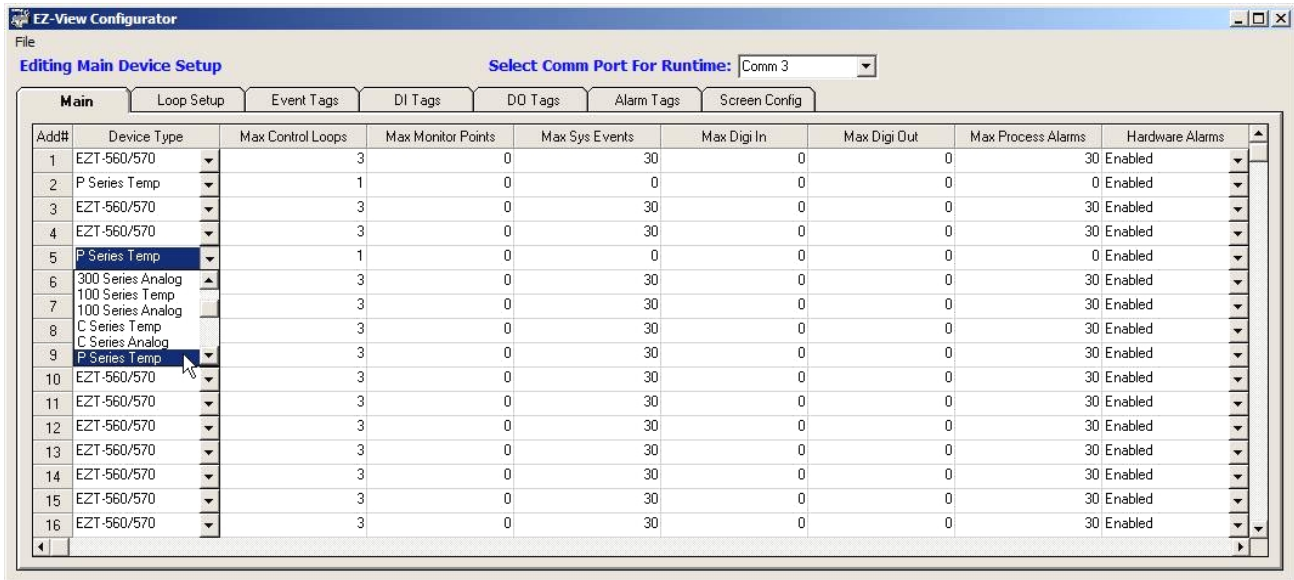 EZ-View Configurator
File
Editing Main Device Setup Select Comm Port For Runtime: Comm 3
Main Loop Setup Event Tags DI Tags DO Tags Alarm Tags Screen Config
Add# Device Type Max Control Loops Max Monitor Points Max Sys Events Max Digi In Max Digi Out Max Process Alarms Hardware Alarms
1 EZT-560/570 3 0 30 0 0 30 Enabled
2 P Series Temp 1 0 0 0 0 0 Enabled
3 EZT-560/570 3 0 30 0 0 30 Enabled
4 EZT-560/570 3 0 30 0 0 30 Enabled
5 P Series Temp 1 0 0 0 0 0 Enabled
6 300 Series Analog 3 0 30 0 0 30 Enabled
100 Series Temp
7 100 Series Analog 3 0 30 0 0 30 Enabled
8 C Series Temp 3 0 30 0 0 30 Enabled
C Series Analog
9 P Series Temp 3 0 30 0 0 30 Enabled
10 EZT-560/570 3 0 30 0 0 30 Enabled
11 EZT-560/570 3 0 30 0 0 30 Enabled
12 EZT-560/570 3 0 30 0 0 30 Enabled
13 EZT-560/570 3 0 30 0 0 30 Enabled
14 EZT-560/570 3 0 30 0 0 30 Enabled
15 EZT-560/570 3 0 30 0 0 30 Enabled
16 EZT-560/570 3 0 30 0 0 30 Enabled